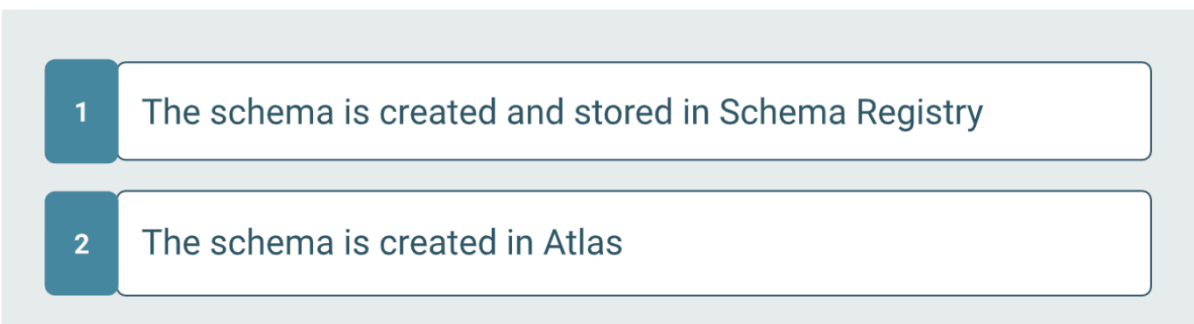 1
The schema is created and stored in Schema Registry
2
The schema is created in Atlas